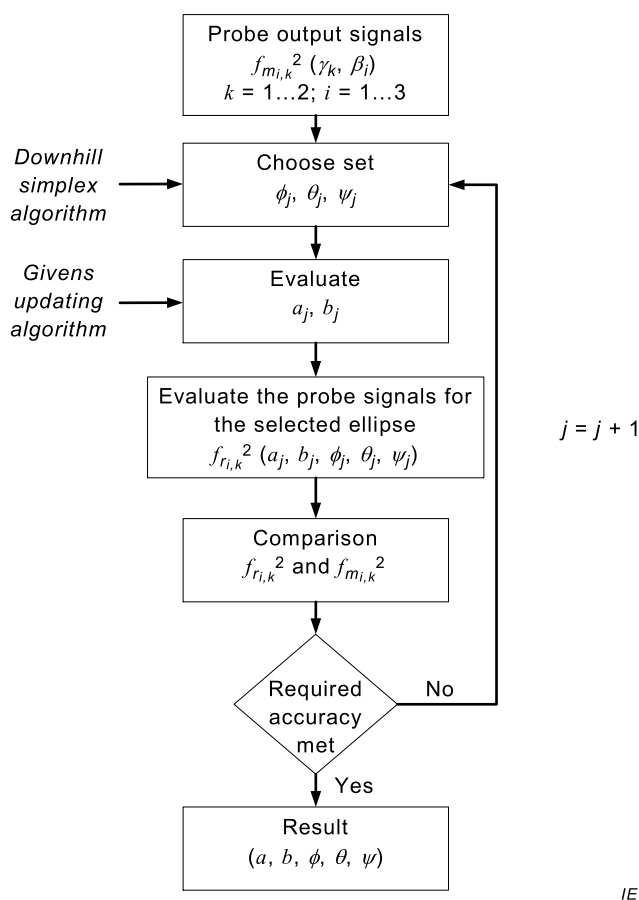 Probe output signals
f_{m_{i,k}}² (γ_k, β_i)
k = 1…2; i = 1…3
Downhill
simplex
algorithm
Choose set
ϕ_j, θ_j, ψ_j
Givens
updating
algorithm
Evaluate
a_j, b_j
Evaluate the probe signals for
the selected ellipse
f_{r_{i,k}}² (a_j, b_j, ϕ_j, θ_j, ψ_j)
j = j + 1
Comparison
f_{r_{i,k}}² and f_{m_{i,k}}²
Required
accuracy
met
No
Yes
Result
(a, b, ϕ, θ, ψ)
IE